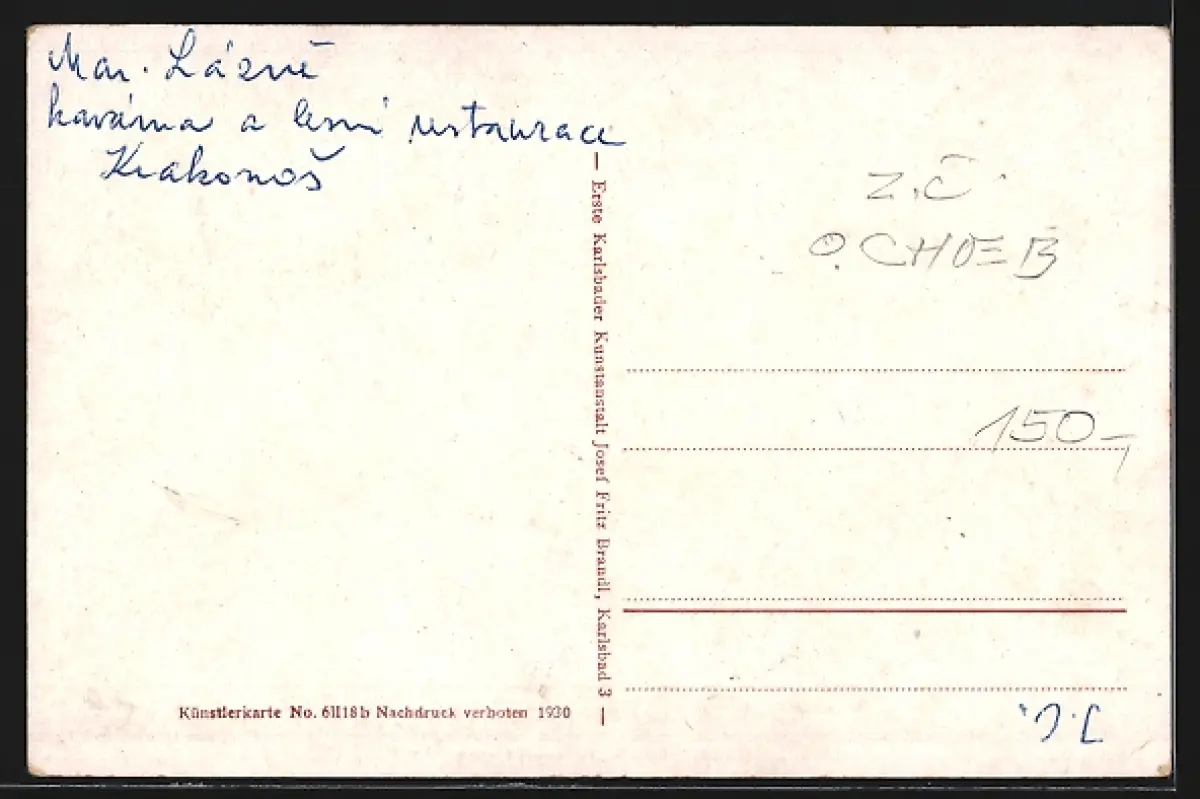 Mar. Lázně
kavárna a lesní restaurace
Krakonoš
— Erste Karlsbader Kunstanstalt Josef Fritz Brandl, Karlsbad 3 —
Z.Č.
O. CHOEB
150,-
Künstlerkarte No. 6II18b Nachdruck verboten 1930